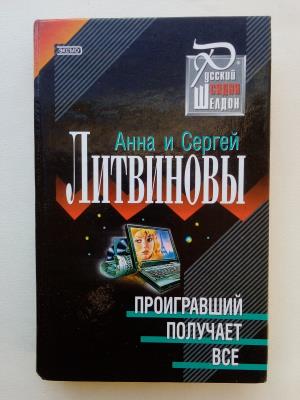 ЭКСМО
Русский
Сидни
Шелдон
Анна и Сергей
Литвиновы
ПРОИГРАВШИЙ
ПОЛУЧАЕТ
ВСЕ